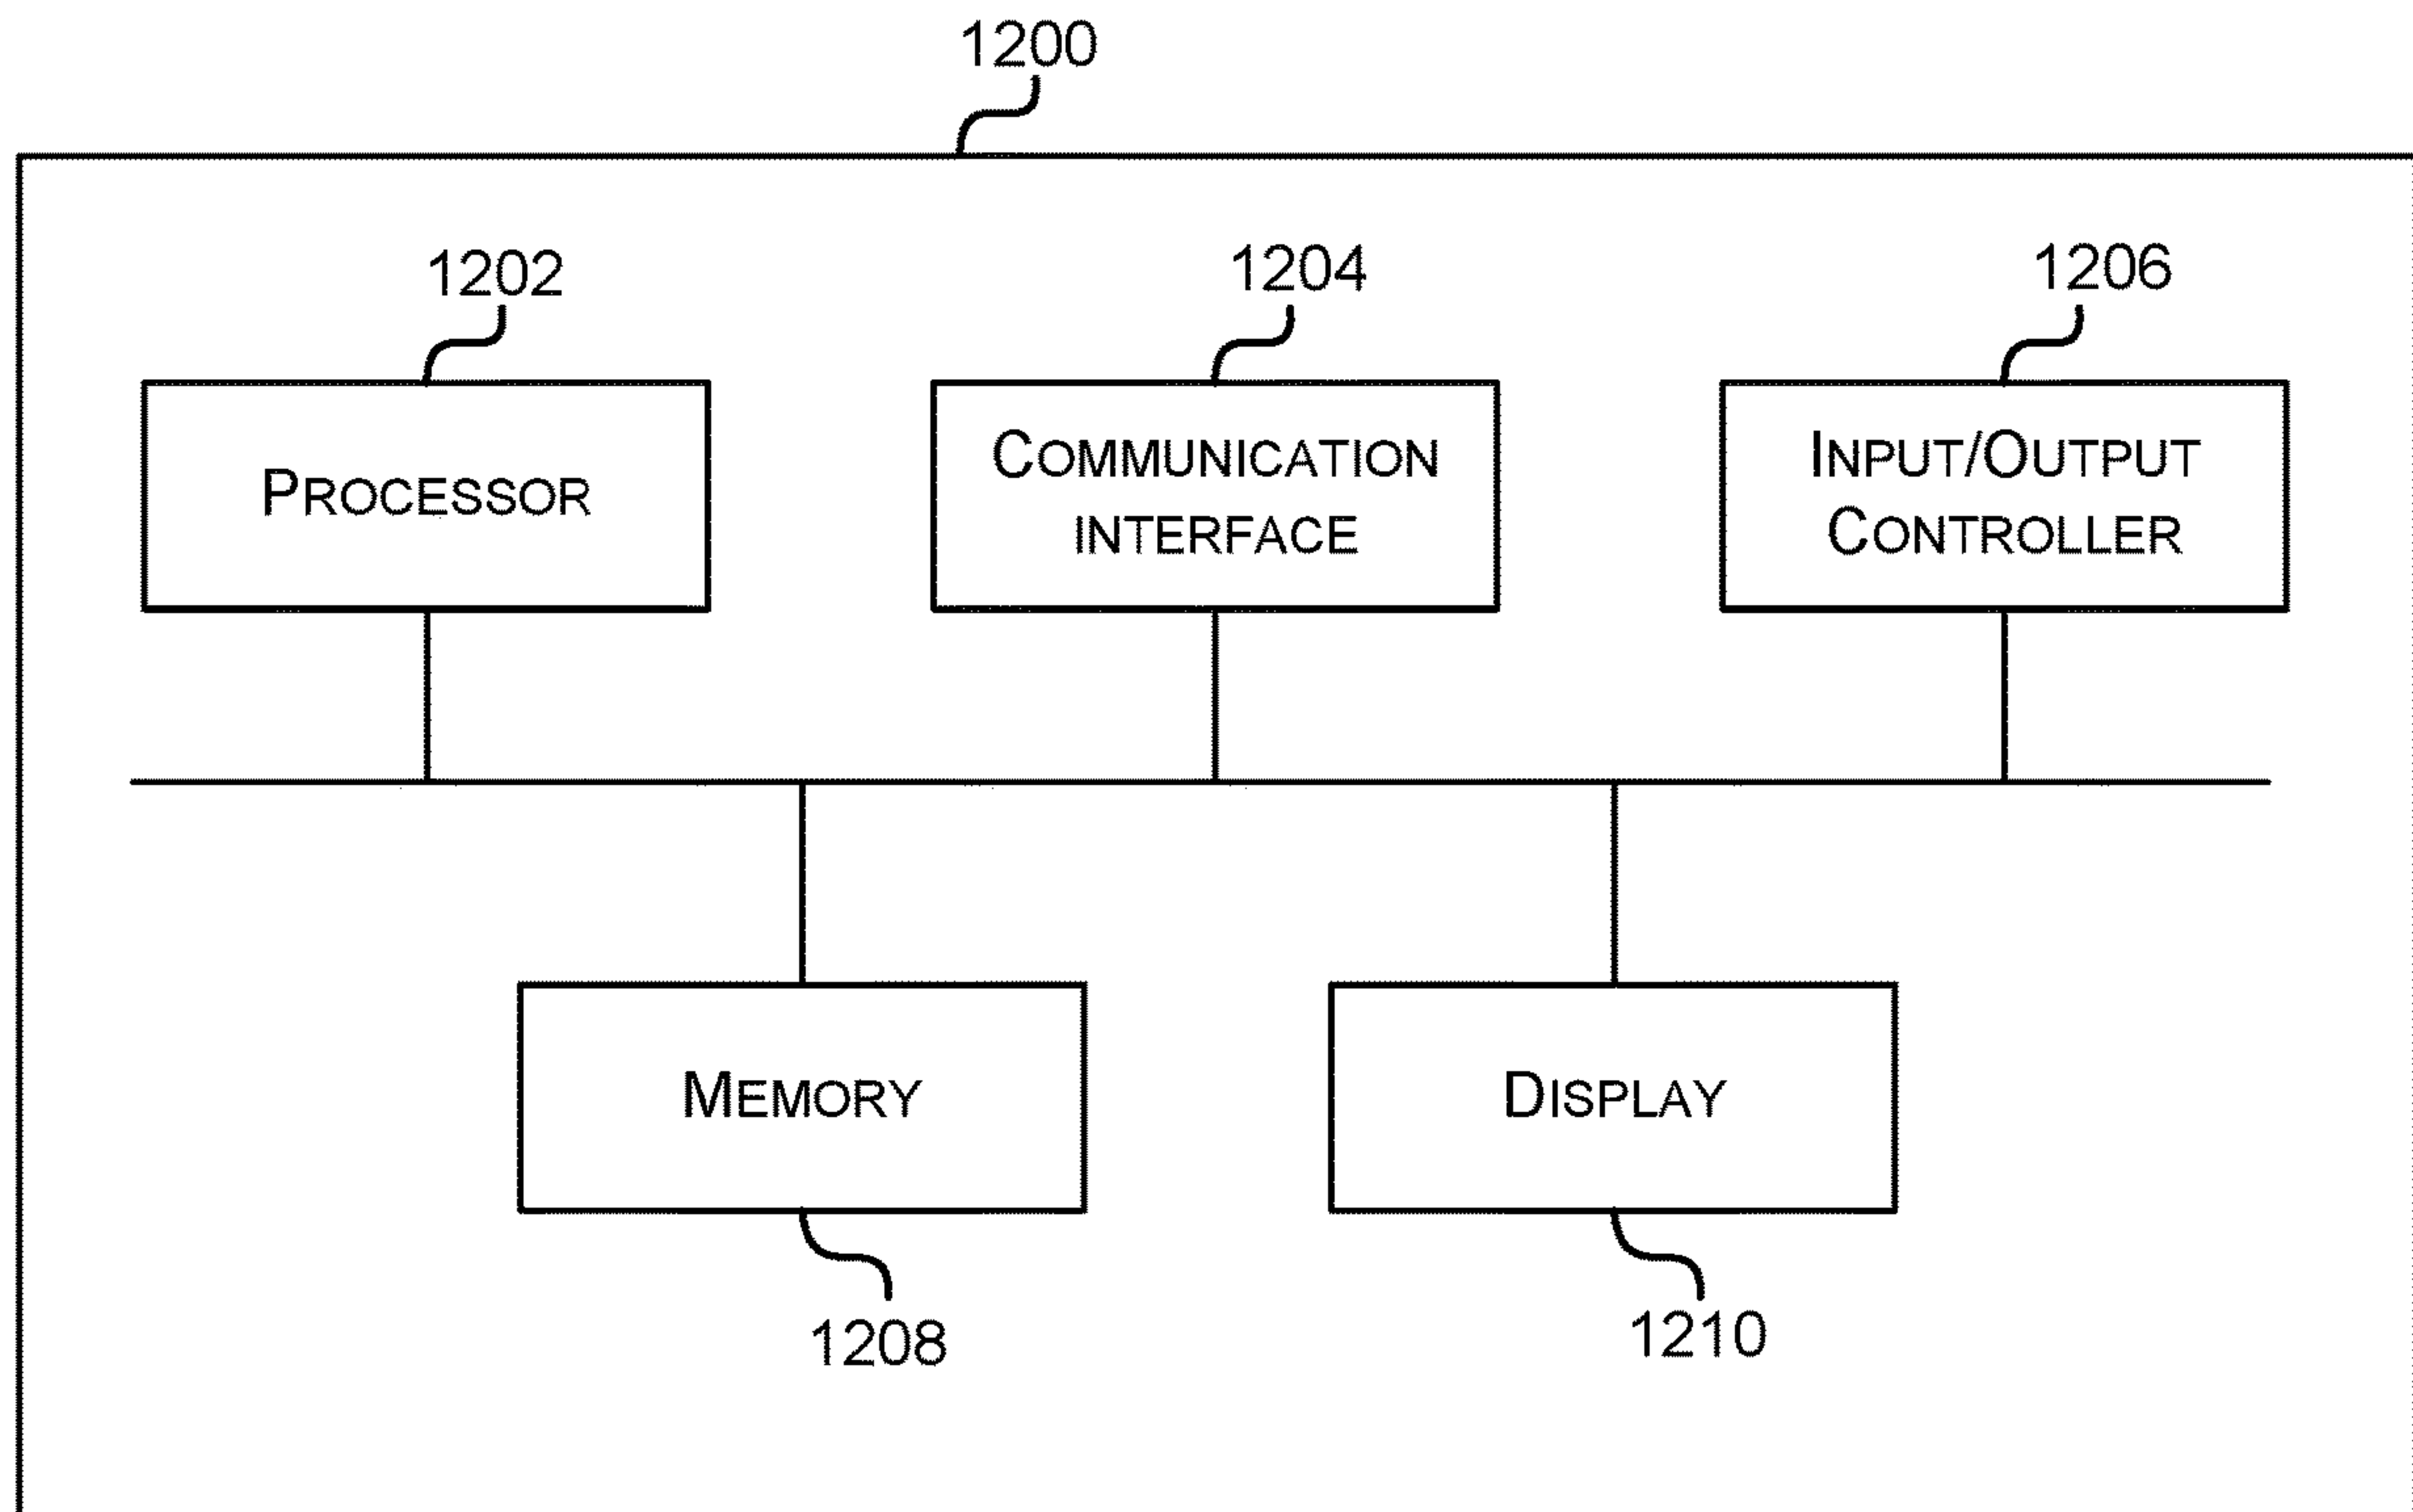 1200
1202
1204
1206
PROCESSOR
COMMUNICATION
INTERFACE
INPUT/OUTPUT
CONTROLLER
MEMORY
DISPLAY
1208
1210